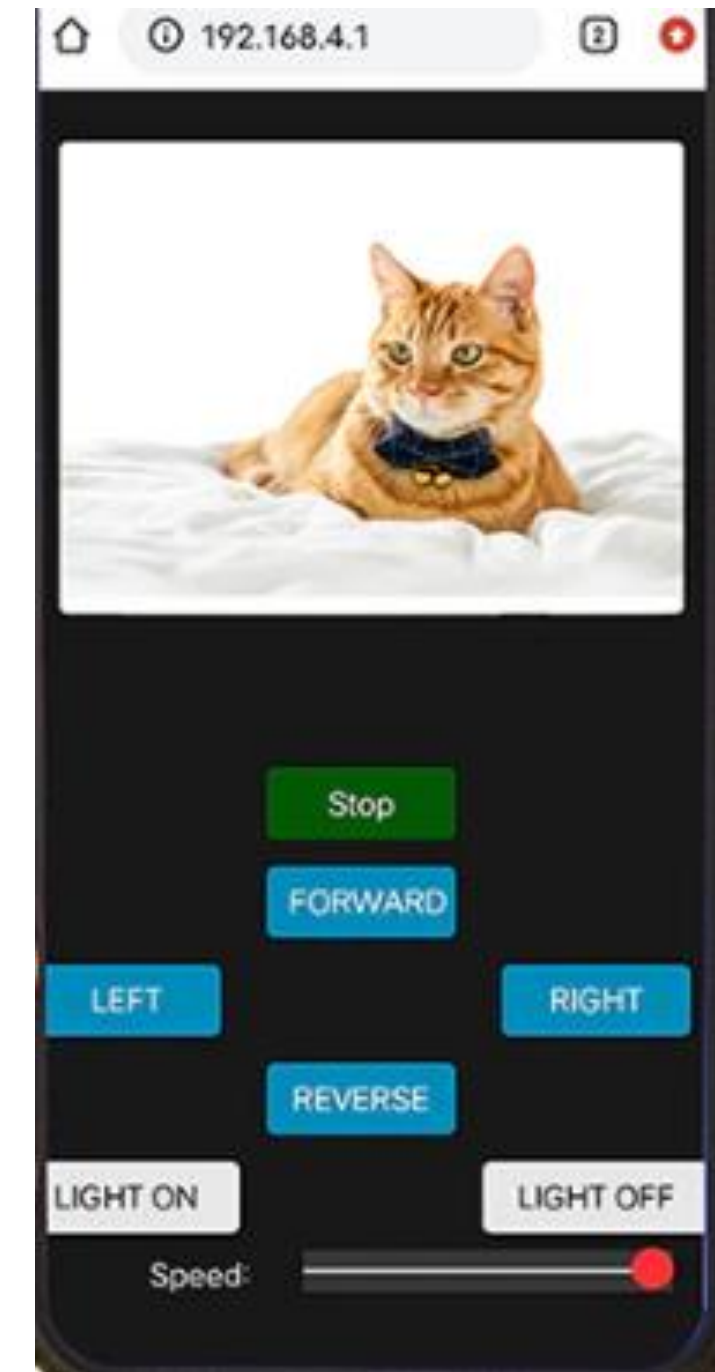 192.168.4.1
2
Stop
FORWARD
LEFT
RIGHT
REVERSE
LIGHT ON
LIGHT OFF
Speed: